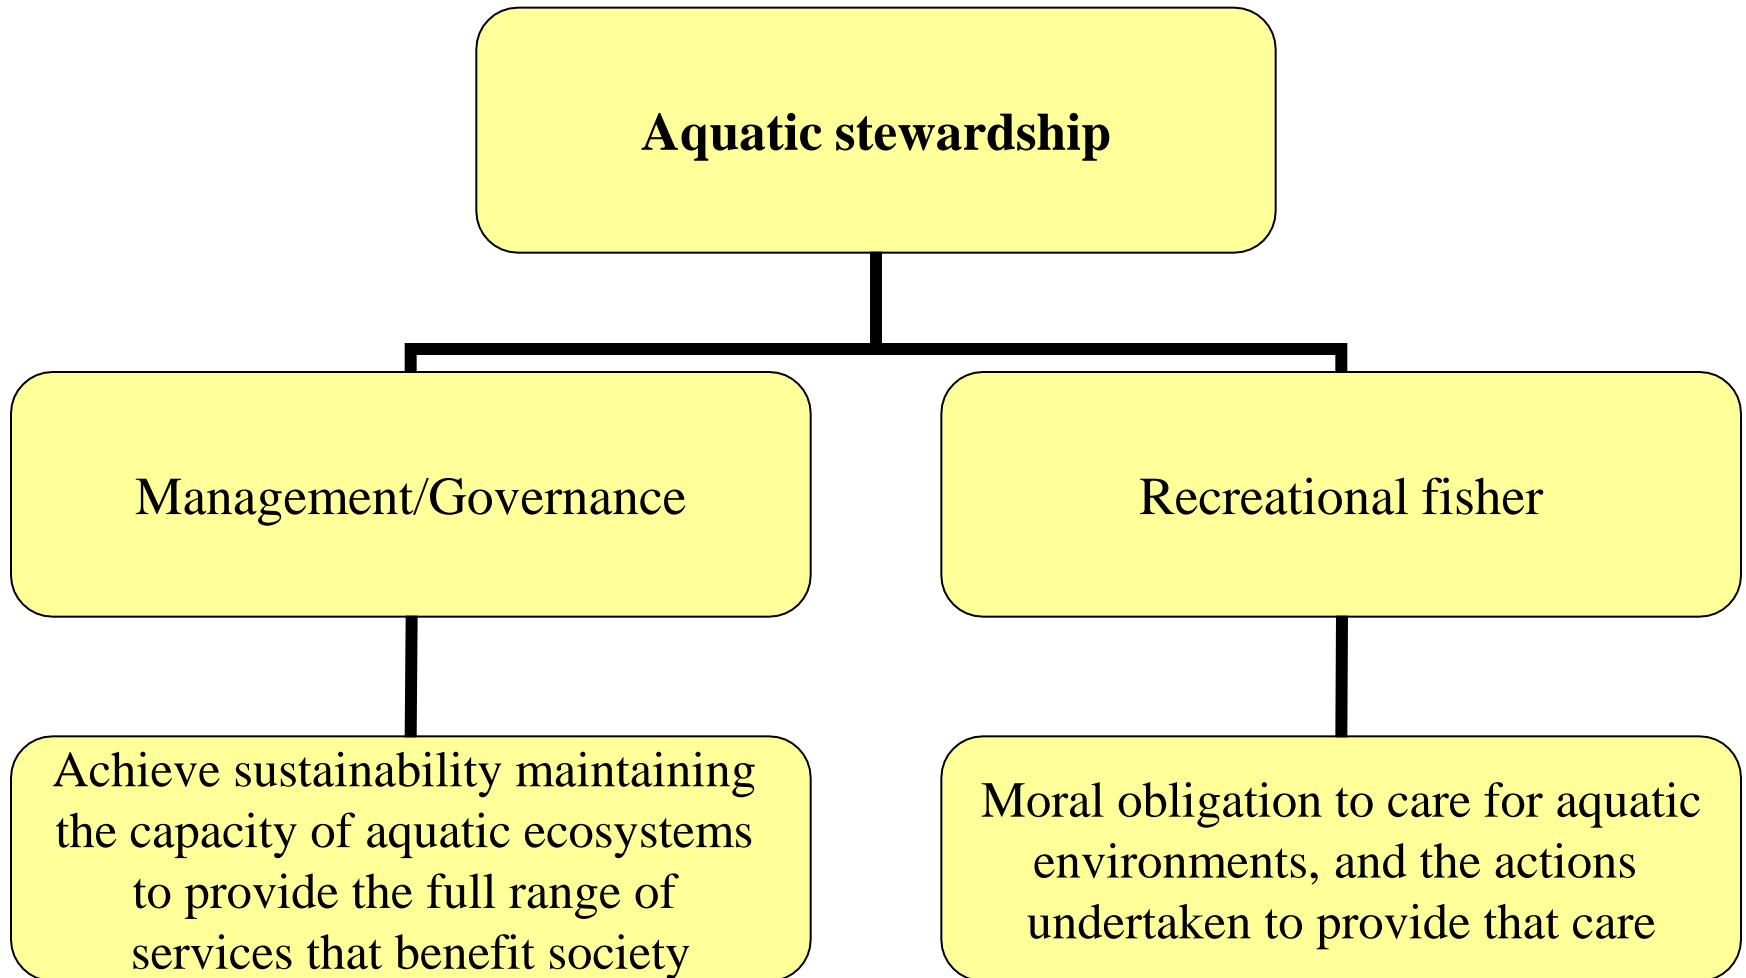 Aquatic stewardship
Management/Governance
Recreational fisher
Achieve sustainability maintaining
the capacity of aquatic ecosystems
to provide the full range of
services that benefit society
Moral obligation to care for aquatic
environments, and the actions
undertaken to provide that care